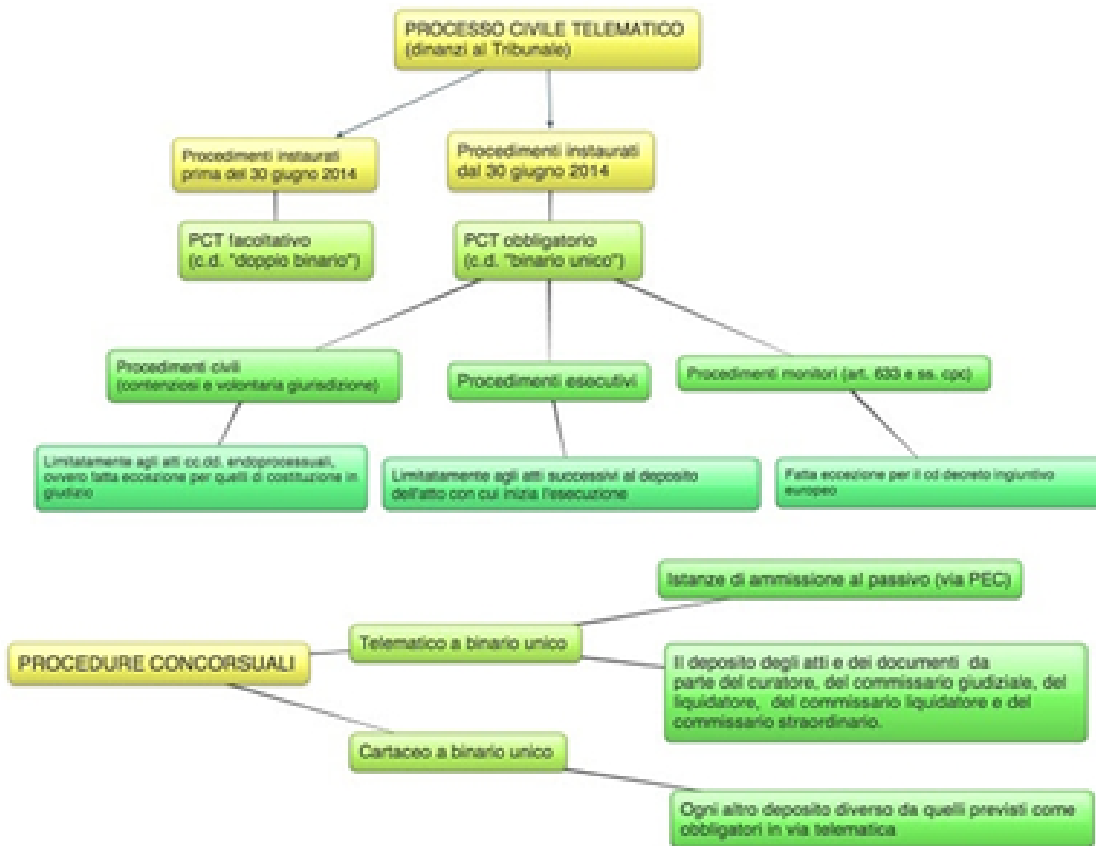 PROCESSO CIVILE TELEMATICO
(dinanzi al Tribunale)
Procedimenti instaurati
prima del 30 giugno 2014
Procedimenti instaurati
dal 30 giugno 2014
PCT facoltativo
(c.d. "doppio binario")
PCT obbligatorio
(c.d. "binario unico")
Procedimenti civili
(contenziosi e volontaria giurisdizione)
Procedimenti esecutivi
Procedimenti monitori (art. 633 e ss. cpc)
Limitatamente agli atti cc.dd. endoprocessuali,
ovvero fatta eccezione per quelli di costituzione in
giudizio
Limitatamente agli atti successivi al deposito
dell'atto con cui inizia l'esecuzione
Fatta eccezione per il cd decreto ingiuntivo
europeo
Istanze di ammissione al passivo (via PEC)
Telematico a binario unico
PROCEDURE CONCORSUALI
Il deposito degli atti e dei documenti da
parte del curatore, del commissario giudiziale, del
liquidatore, del commissario liquidatore e del
commissario straordinario.
Cartaceo a binario unico
Ogni altro deposito diverso da quelli previsti come
obbligatori in via telematica